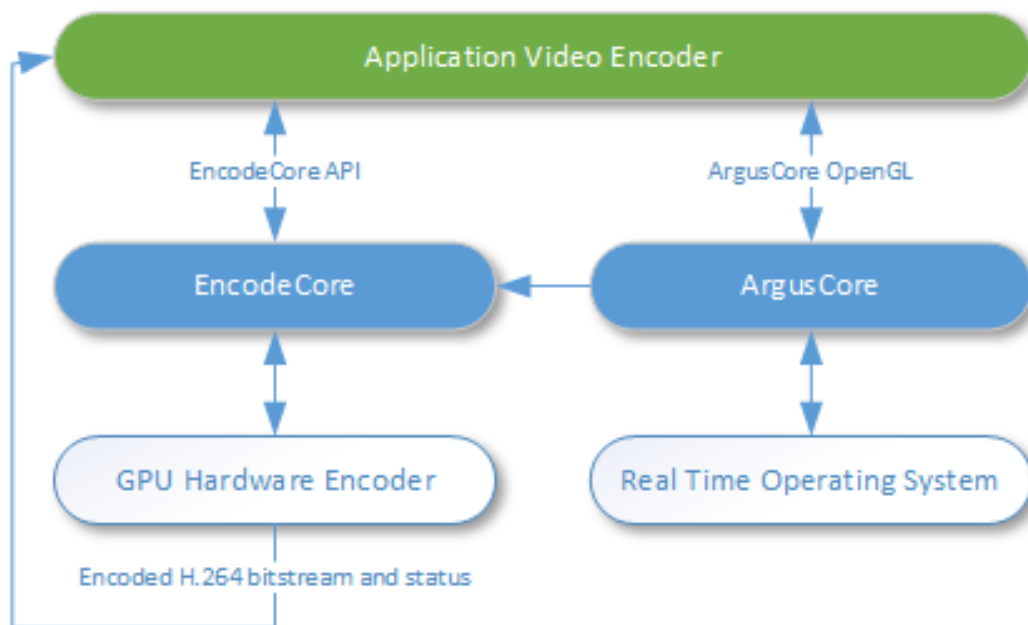 Application Video Encoder
EncodeCore API
ArgusCore OpenGL
EncodeCore
ArgusCore
GPU Hardware Encoder
Real Time Operating System
Encoded H.264 bitstream and status